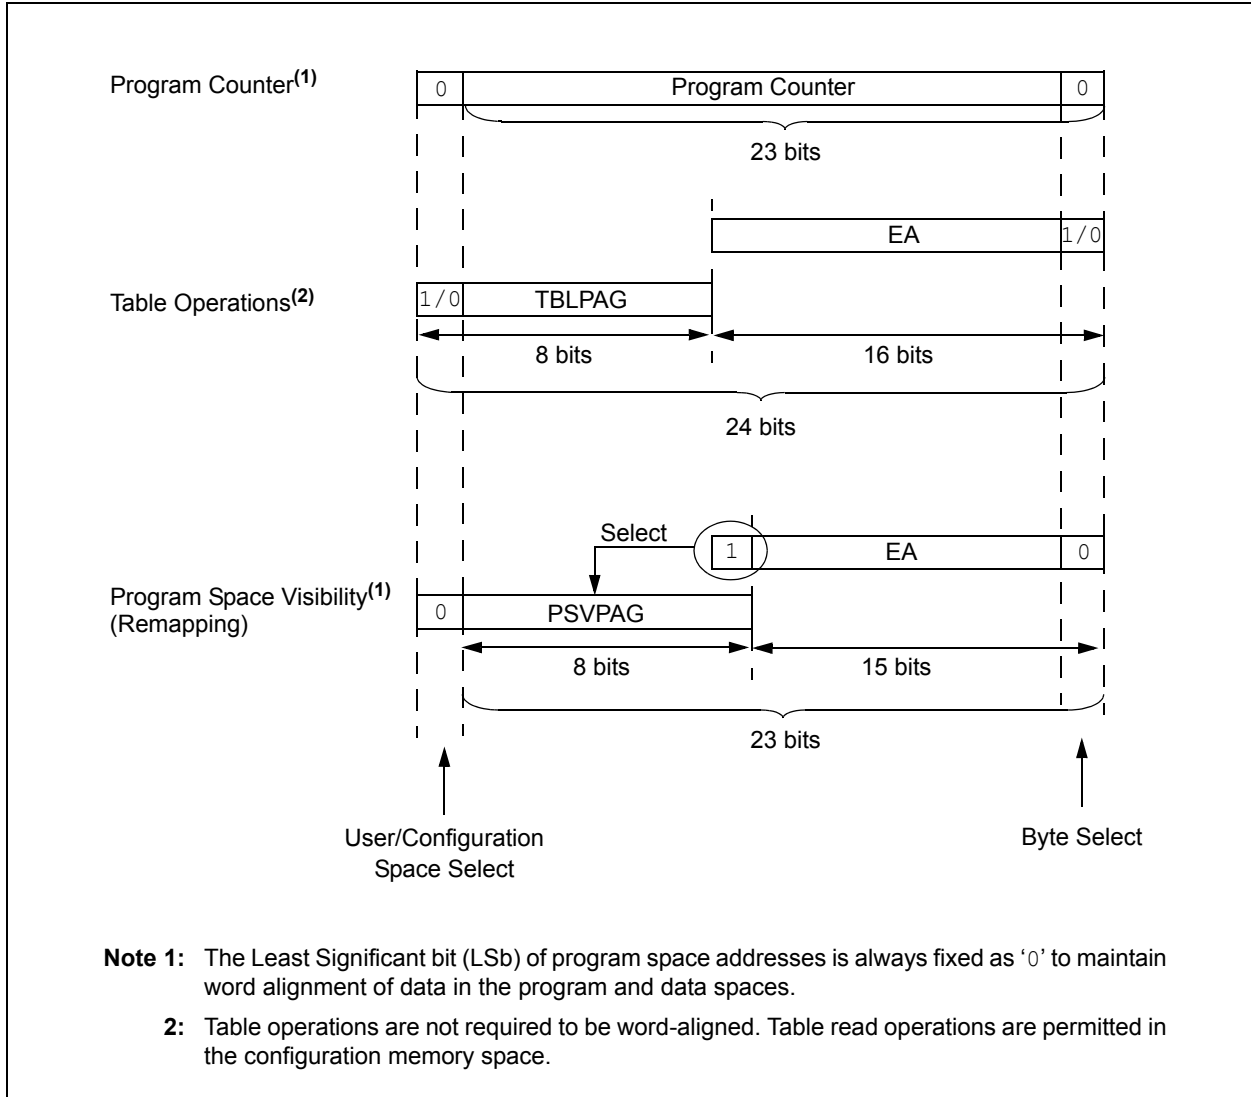 Program Counter(1)
0 Program Counter 0
23 bits
EA 1/0
Table Operations(2)
1/0 TBLPAG
8 bits 16 bits
24 bits
Select
1 EA 0
Program Space Visibility(1)
(Remapping)
0 PSVPAG
8 bits 15 bits
23 bits
User/Configuration
Space Select
Byte Select
Note 1: The Least Significant bit (LSb) of program space addresses is always fixed as ‘0’ to maintain
word alignment of data in the program and data spaces.
2: Table operations are not required to be word-aligned. Table read operations are permitted in
the configuration memory space.